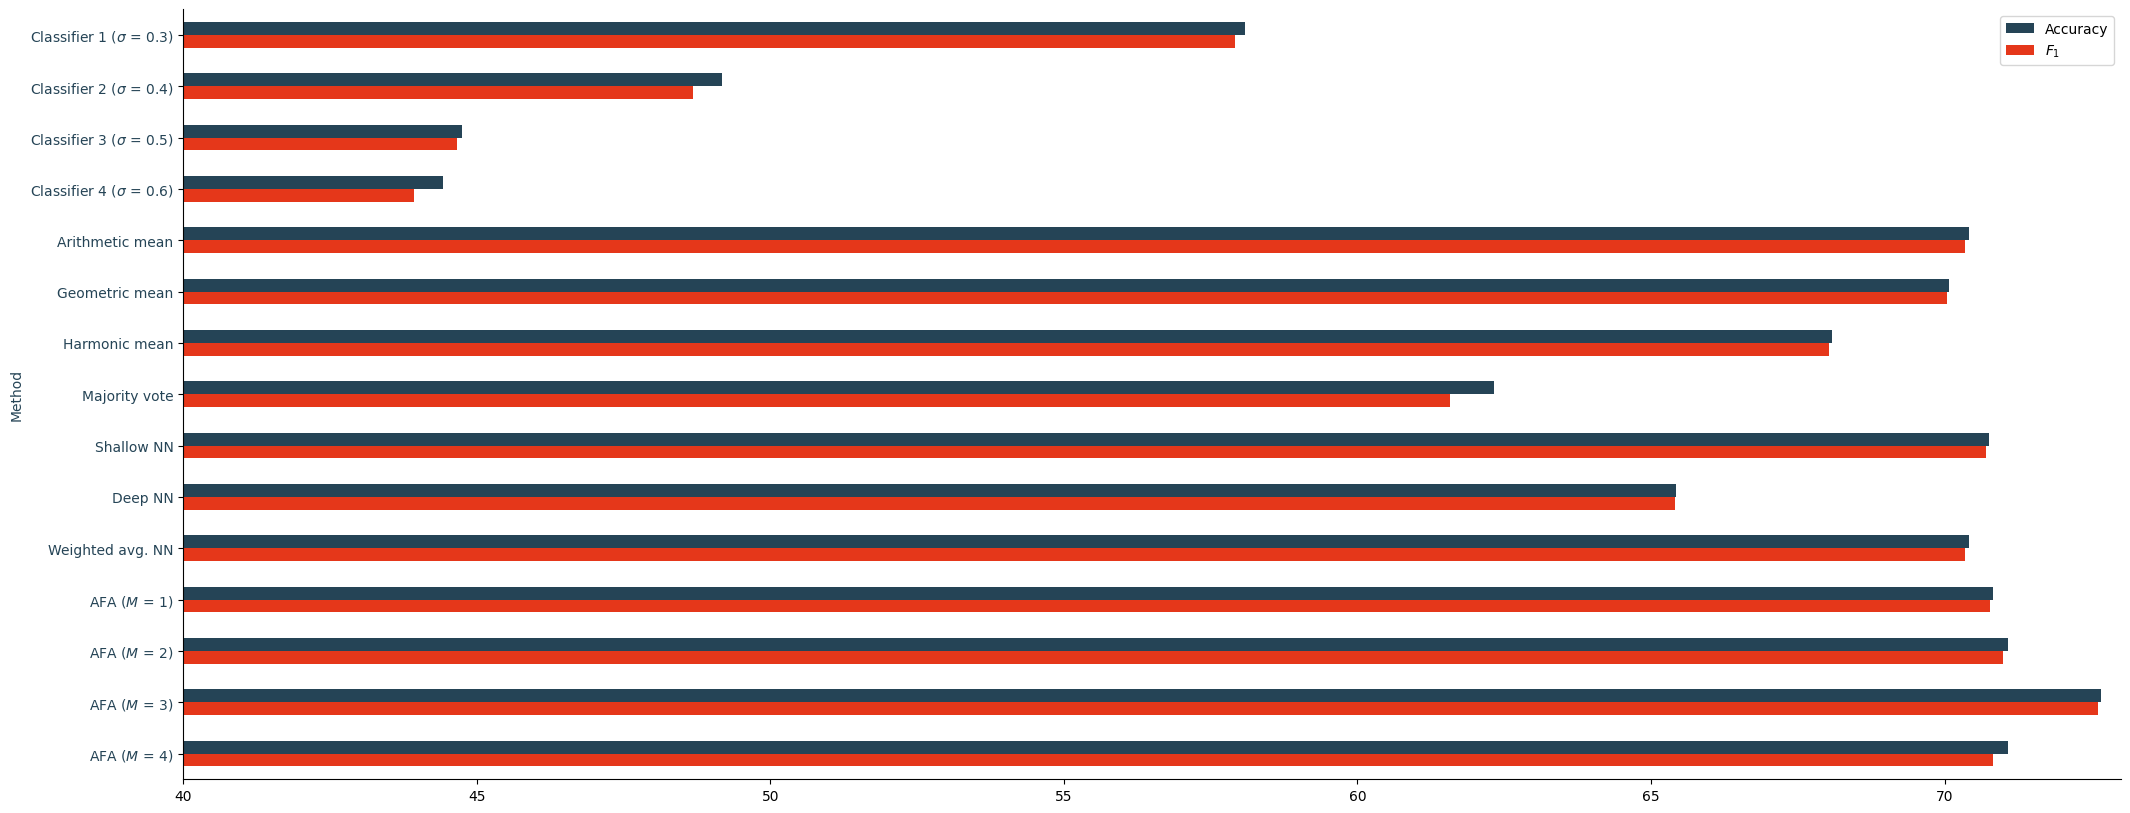 Accuracy
F₁
Method
Classifier 1 (σ = 0.3)
Classifier 2 (σ = 0.4)
Classifier 3 (σ = 0.5)
Classifier 4 (σ = 0.6)
Arithmetic mean
Geometric mean
Harmonic mean
Majority vote
Shallow NN
Deep NN
Weighted avg. NN
AFA (M = 1)
AFA (M = 2)
AFA (M = 3)
AFA (M = 4)
40 45 50 55 60 65 70